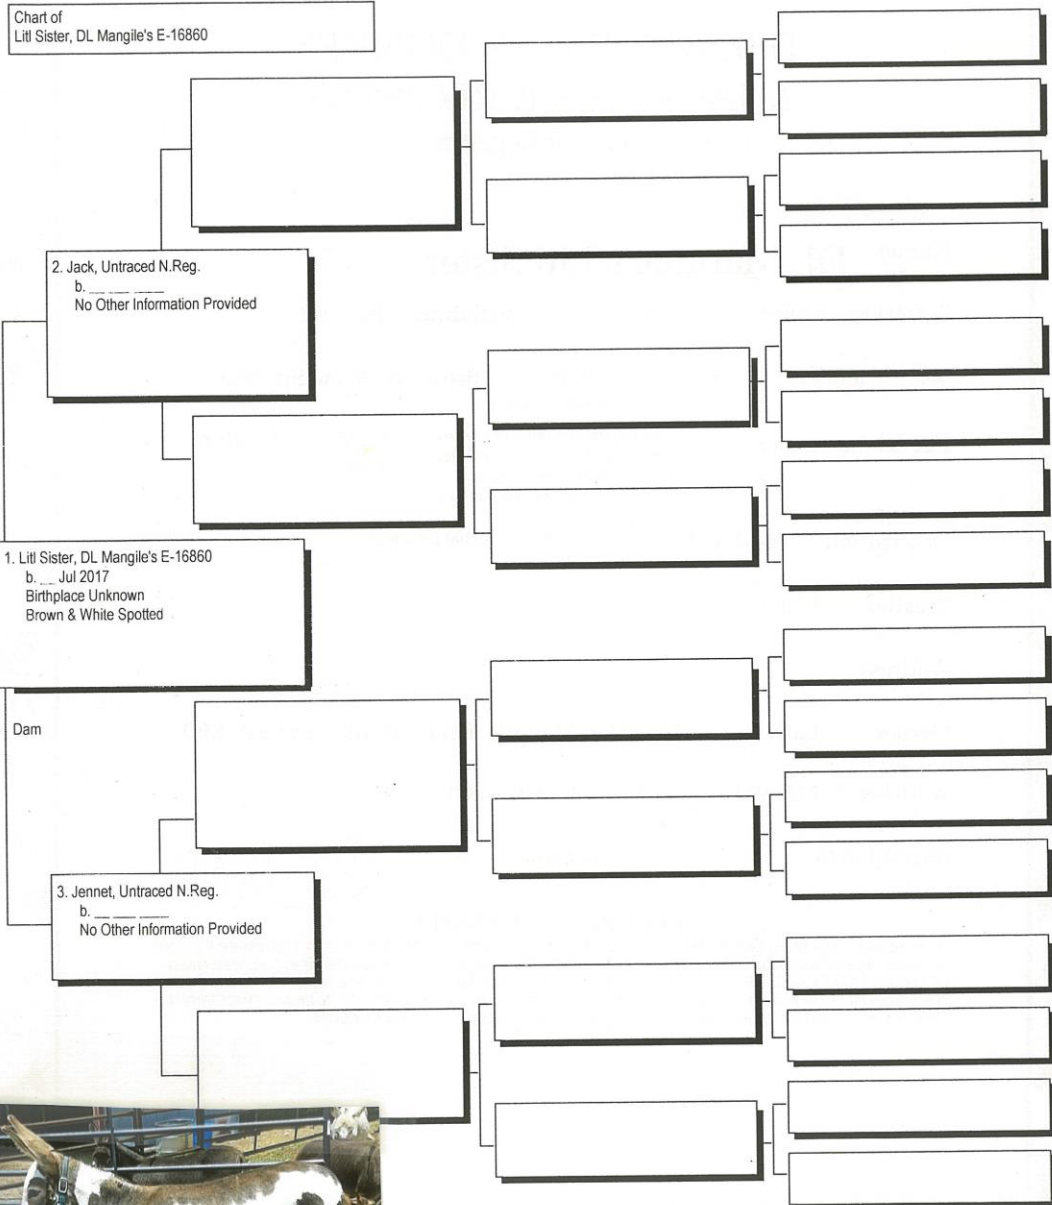 Chart of
Litl Sister, DL Mangile's E-16860
2. Jack, Untraced N.Reg.
b. __ ___ ____
No Other Information Provided
1. Litl Sister, DL Mangile's E-16860
b. __ Jul 2017
Birthplace Unknown
Brown & White Spotted
Dam
3. Jennet, Untraced N.Reg.
b. __ ___ ____
No Other Information Provided